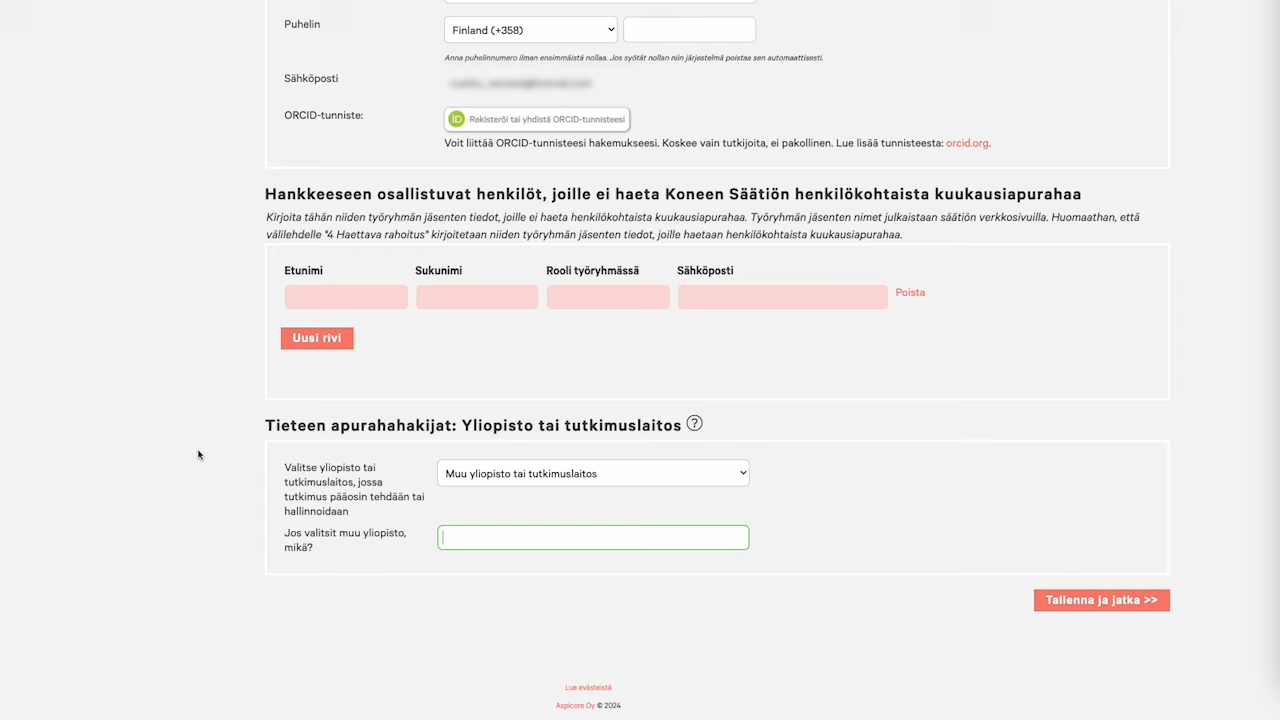 Puhelin
Finland (+358)
Anna puhelinnumero ilman ensimmäistä nollaa. Jos syötät nollan niin järjestelmä poistaa sen automaattisesti.
Sähköposti
ORCID-tunniste:
iD Rekisteröi tai yhdistä ORCID-tunnisteesi
Voit liittää ORCID-tunnisteesi hakemukseesi. Koskee vain tutkijoita, ei pakollinen. Lue lisää tunnisteesta: orcid.org.
Hankkeeseen osallistuvat henkilöt, joille ei haeta Koneen Säätiön henkilökohtaista kuukausiapurahaa
Kirjoita tähän niiden työryhmän jäsenten tiedot, joille ei haeta henkilökohtaista kuukausiapurahaa. Työryhmän jäsenten nimet julkaistaan säätiön verkkosivuilla. Huomaathan, että
välilehdelle "4 Haettava rahoitus" kirjoitetaan niiden työryhmän jäsenten tiedot, joille haetaan henkilökohtaista kuukausiapurahaa.
Etunimi Sukunimi Rooli työryhmässä Sähköposti
Poista
Uusi rivi
Tieteen apurahahakijat: Yliopisto tai tutkimuslaitos ?
Valitse yliopisto tai
tutkimuslaitos, jossa
tutkimus pääosin tehdään tai
hallinnoidaan
Muu yliopisto tai tutkimuslaitos
Jos valitsit muu yliopisto,
mikä?
Tallenna ja jatka >>
Lue evästeistä
Aspicore Oy © 2024